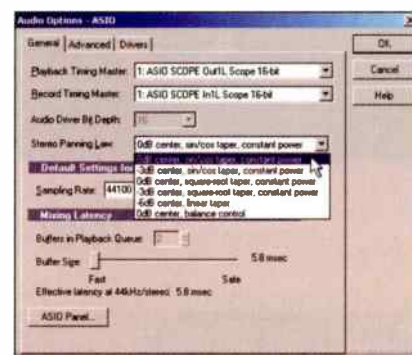 Audio Options - ASIO
General
Advanced
Drivers
OK
Cancel
Help
Playback Timing Master: 1: ASIO SCOPE Out1L Scope 16-bit
Record Timing Master: 1: ASIO SCOPE In1L Scope 16-bit
Audio Driver Bit Depth: 16
Stereo Panning Law: 0dB center, sin/cos taper, constant power
0dB center, sin/cos taper, constant power
-3dB center, sin/cos taper, constant power
0dB center, square-root taper, constant power
-3dB center, square-root taper, constant power
-6dB center, linear taper
0dB center, balance control
Default Settings for
Sampling Rate: 44100
Mixing Latency
Buffers in Playback Queue:
Buffer Size: 5.8 msec
Fast
Safe
Effective latency at 44kHz/stereo: 5.8 msec
ASIO Panel...